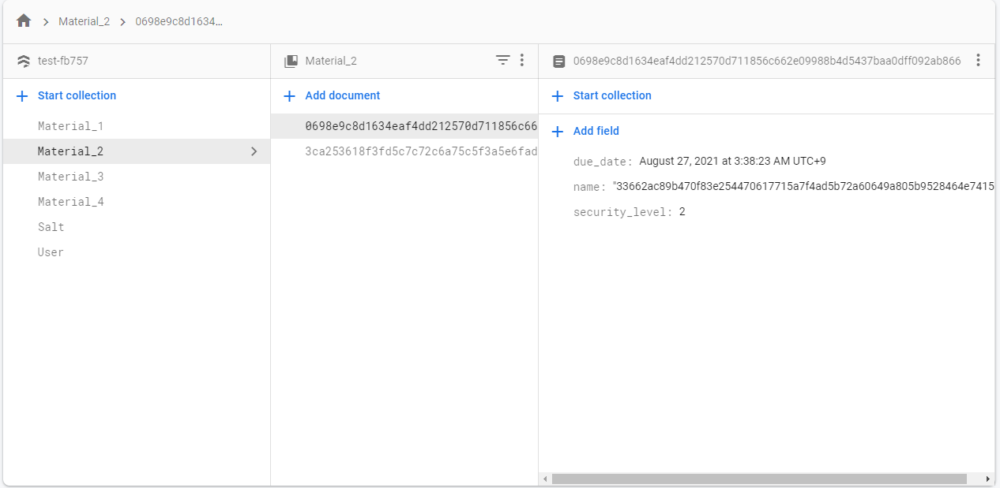 Material_2 0698e9c8d1634...
test-fb757
Start collection
Material_1
Material_2
Material_3
Material_4
Salt
User
Material_2
Add document
0698e9c8d1634eaf4dd212570d711856c66
3ca253618f3fd5c7c72c6a75c5f3a5e6fad
0698e9c8d1634eaf4dd212570d711856c662e09988b4d5437baa0dff092ab866
Start collection
Add field
due_date: August 27, 2021 at 3:38:23 AM UTC+9
name: "33662ac89b470f83e254470617715a7f4ad5b72a60649a805b9528464e7415
security_level: 2